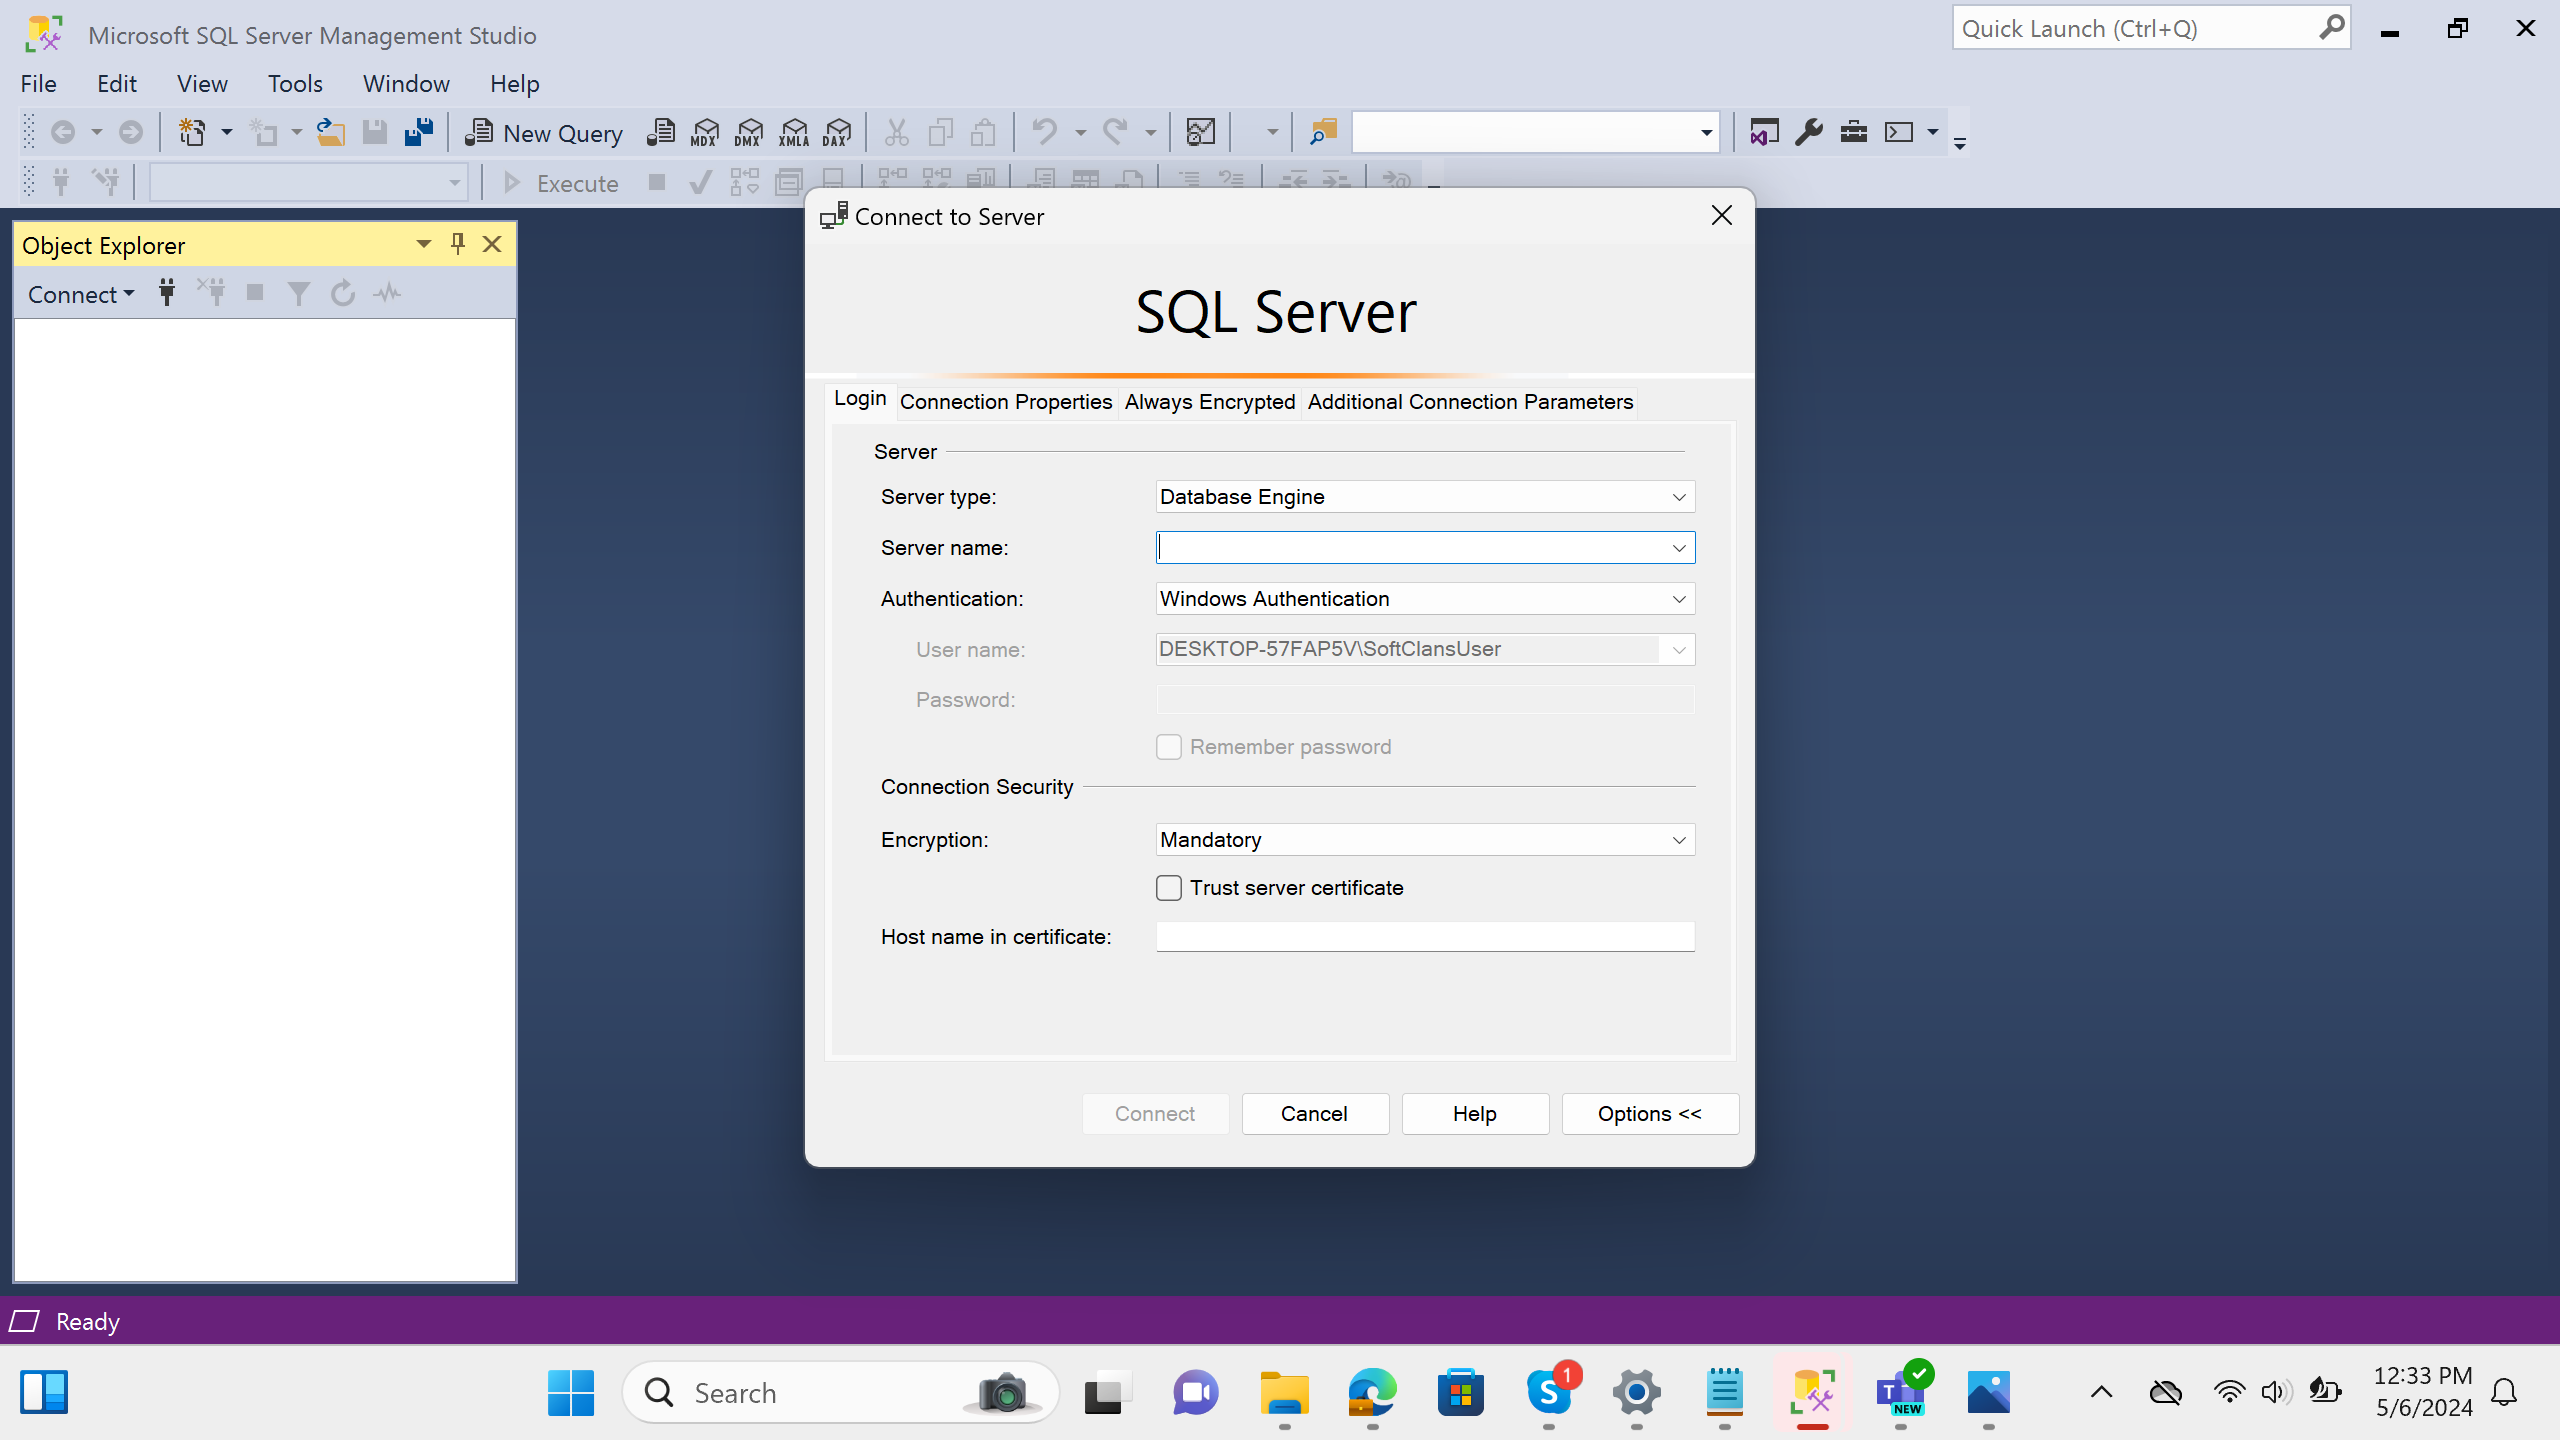 Microsoft SQL Server Management Studio
Quick Launch (Ctrl+Q)
File Edit View Tools Window Help
New Query MDX DMX XMLA DAX
Execute
Object Explorer
Connect
Connect to Server
SQL Server
Login Connection Properties Always Encrypted Additional Connection Parameters
Server
Server type: Database Engine
Server name:
Authentication: Windows Authentication
User name: DESKTOP-57FAP5V\SoftClansUser
Password:
Remember password
Connection Security
Encryption: Mandatory
Trust server certificate
Host name in certificate:
Connect Cancel Help Options <<
Ready
Search
S 1
T NEW
12:33 PM
5/6/2024